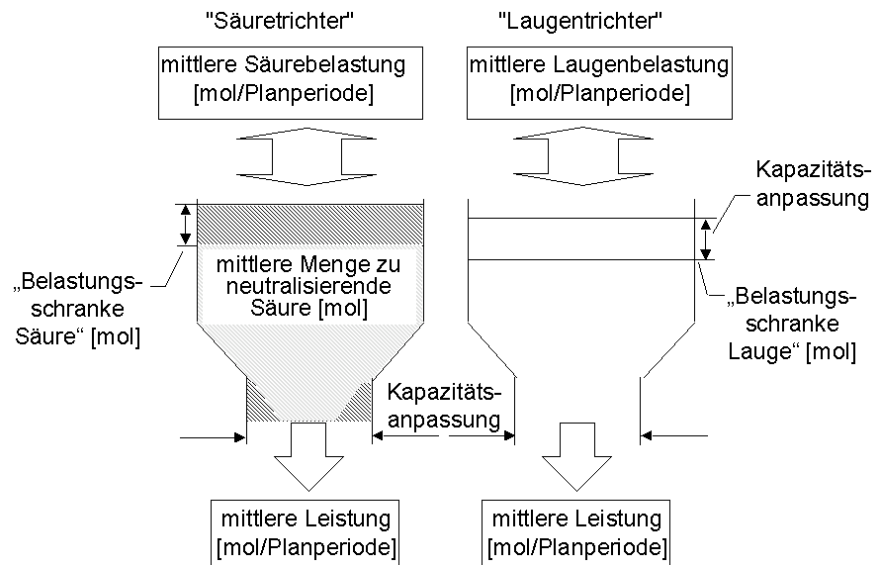 "Säuretrichter"
"Laugentrichter"
mittlere Säurebelastung
[mol/Planperiode]
mittlere Laugenbelastung
[mol/Planperiode]
Kapazitäts-
anpassung
„Belastungs-
schranke
Säure“ [mol]
mittlere Menge zu
neutralisierende
Säure [mol]
„Belastungs-
schranke
Lauge“ [mol]
Kapazitäts-
anpassung
mittlere Leistung
[mol/Planperiode]
mittlere Leistung
[mol/Planperiode]